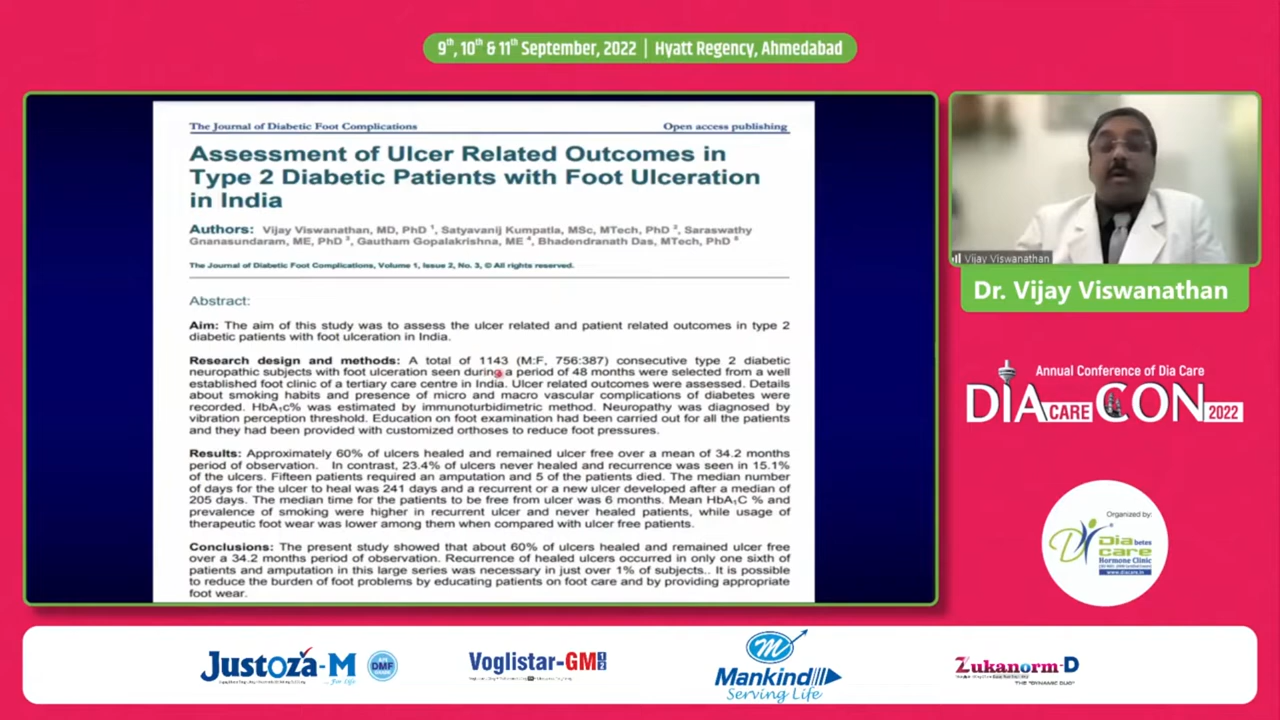 9th, 10th & 11th September, 2022 | Hyatt Regency, Ahmedabad
The Journal of Diabetic Foot Complications Open access publishing
Assessment of Ulcer Related Outcomes in
Type 2 Diabetic Patients with Foot Ulceration
in India
Authors: Vijay Viswanathan, MD, PhD 1, Satyavanij Kumpatla, MSc, MTech, PhD 2, Saraswathy
Gnanasundaram, ME, PhD 3, Gautham Gopalakrishna, ME 4, Bhadendranath Das, MTech, PhD 5
The Journal of Diabetic Foot Complications, Volume 1, Issue 2, No. 3, © All rights reserved.
Abstract:
Aim: The aim of this study was to assess the ulcer related and patient related outcomes in type 2
diabetic patients with foot ulceration in India.
Research design and methods: A total of 1143 (M:F, 756:387) consecutive type 2 diabetic
neuropathic subjects with foot ulceration seen during a period of 48 months were selected from a well
established foot clinic of a tertiary care centre in India. Ulcer related outcomes were assessed. Details
about smoking habits and presence of micro and macro vascular complications of diabetes were
recorded. HbA1c% was estimated by immunoturbidimetric method. Neuropathy was diagnosed by
vibration perception threshold. Education on foot examination had been carried out for all the patients
and they had been provided with customized orthoses to reduce foot pressures.
Results: Approximately 60% of ulcers healed and remained ulcer free over a mean of 34.2 months
period of observation. In contrast, 23.4% of ulcers never healed and recurrence was seen in 15.1%
of the ulcers. Fifteen patients required an amputation and 5 of the patients died. The median number
of days for the ulcer to heal was 241 days and a recurrent or a new ulcer developed after a median of
205 days. The median time for the patients to be free from ulcer was 6 months. Mean HbA1C % and
prevalence of smoking were higher in recurrent ulcer and never healed patients, while usage of
therapeutic foot wear was lower among them when compared with ulcer free patients.
Conclusions: The present study showed that about 60% of ulcers healed and remained ulcer free
over a 34.2 months period of observation. Recurrence of healed ulcers occurred in only one sixth of
patients and amputation in this large series was necessary in just over 1% of subjects.. It is possible
to reduce the burden of foot problems by educating patients on foot care and by providing appropriate
foot wear.
Vijay Viswanathan
Dr. Vijay Viswanathan
Annual Conference of Dia Care
DIA CARE CON 2022
Organized by:
Diabetes
care
Hormone Clinic
www.diacare.in
Justoza-M
...For Life
DMF
Voglistar-GM
Mankind
Serving Life
Zukanorm-D
THE "DYNAMIC DUO"